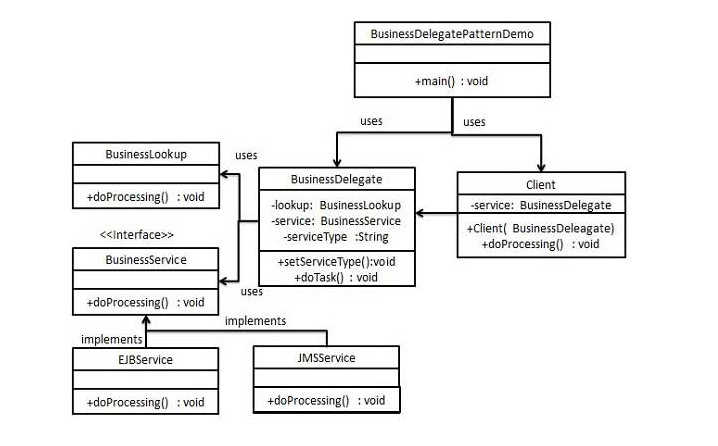 BusinessDelegatePatternDemo
+main() : void
uses
uses
BusinessLookup
+doProcessing() : void
uses
BusinessDelegate
-lookup: BusinessLookup
-service: BusinessService
-serviceType :String
+setServiceType():void
+doTask() : void
Client
-service: BusinessDelegate
+Client( BusinessDeleagate)
+doProcessing() : void
<<Interface>>
BusinessService
+doProcessing() : void
uses
implements
implements
EJBService
+doProcessing() : void
JMSService
+doProcessing() : void